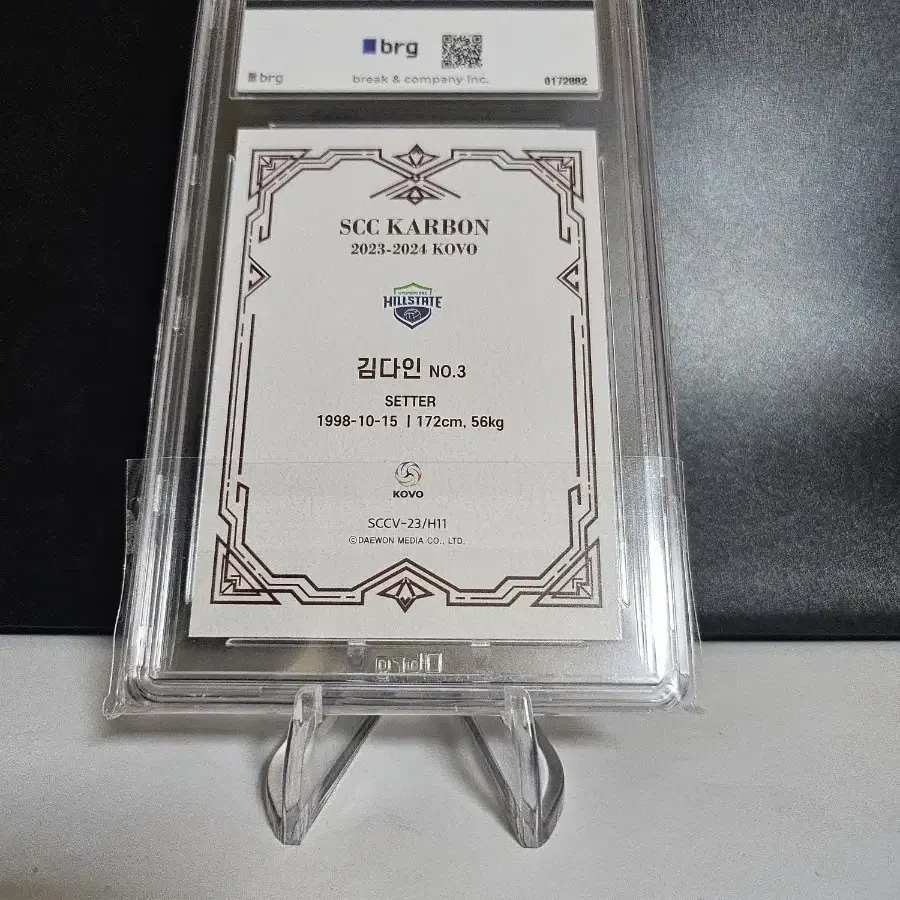 brg
brg
break & company Inc.
0172882
SCC KARBON
2023-2024 KOVO
HILLSTATE
김다인 NO.3
SETTER
1998-10-15 | 172cm, 56kg
KOVO
SCCV-23/H11
ⓒDAEWON MEDIA CO., LTD.